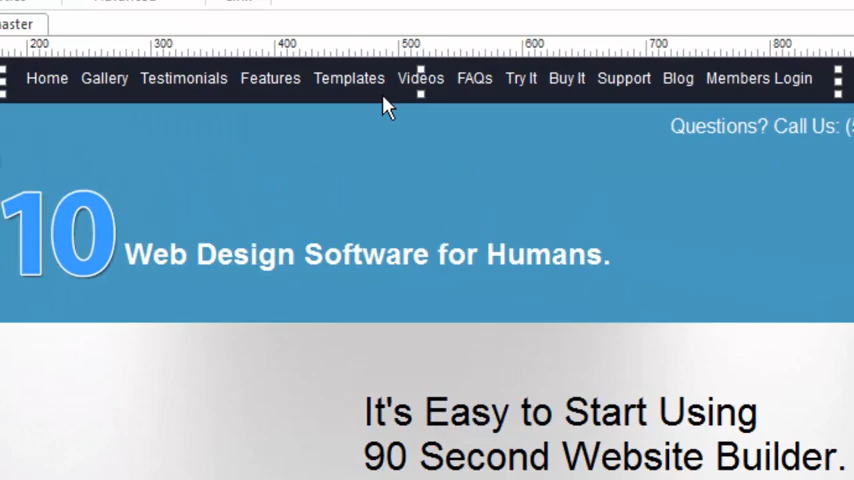 master
200 300 400 500 600 700 800
Home Gallery Testimonials Features Templates Videos FAQs Try It Buy It Support Blog Members Login
Questions? Call Us: (
10
Web Design Software for Humans.
It's Easy to Start Using
90 Second Website Builder.